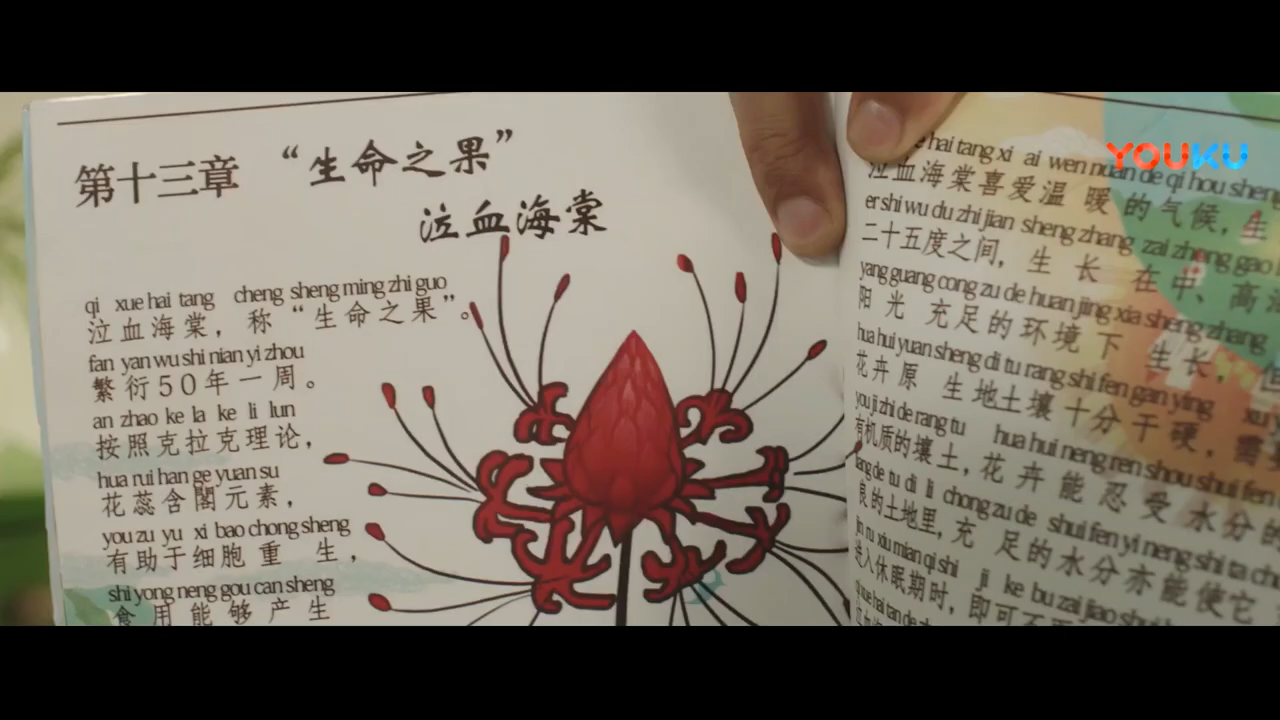 第十三章 “生命之果”
泣血海棠
qi xue hai tang cheng sheng ming zhi guo
泣血海棠，称“生命之果”。
fan yan wu shi nian yi zhou
繁衍50年一周。
an zhao ke la ke li lun
按照克拉克理论，
hua rui han ge yuan su
花蕊含閣元素，
you zu yu xi bao chong sheng
有助于细胞重生，
shi yong neng gou can sheng
食用能够产生
YOUKU
hai tang xi ai wen nuan de qi hou sheng
泣血海棠喜爱温暖的气候，生
er shi wu du zhi jian sheng zhang zai zhong gao
二十五度之间，生长在中、高
yang guang cong zu de huan jing xia sheng zhang
阳光充足的环境下生长，但
hua hui yuan sheng di tu rang shi fen gan ying xu
花卉原生地土壤十分干硬，需
you ji zhi de rang tu hua hui neng ren shou shui fen
有机质的壤土，花卉能忍受水分的
lang de tu di li chong zu de shui fen yi neng shi ta
良的土地里，充足的水分亦能使它
jin ru xiu mian qi shi ji ke bu zai jiao shui
进入休眠期时，即可不再